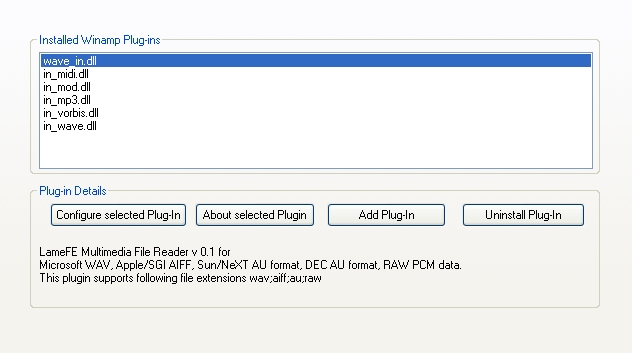 Installed Winamp Plug-ins
wave_in.dll
in_midi.dll
in_mod.dll
in_mp3.dll
in_vorbis.dll
in_wave.dll
Plug-in Details
Configure selected Plug-In
About selected Plugin
Add Plug-In
Uninstall Plug-In
LameFE Multimedia File Reader v 0.1 for
Microsoft WAV, Apple/SGI AIFF, Sun/NeXT AU format, DEC AU format, RAW PCM data.
This plugin supports following file extensions wav;aiff;au;raw